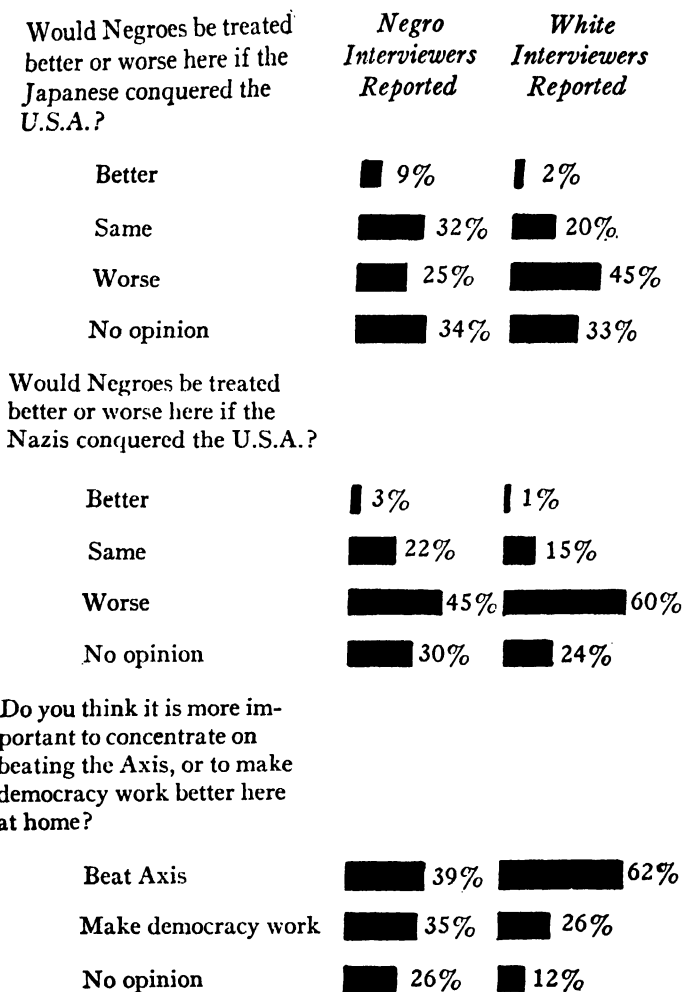 Would Negroes be treated
better or worse here if the
Japanese conquered the
U.S.A.?
Negro
Interviewers
Reported
White
Interviewers
Reported
Better 9% 2%
Same 32% 20%
Worse 25% 45%
No opinion 34% 33%
Would Negroes be treated
better or worse here if the
Nazis conquered the U.S.A.?
Better 3% 1%
Same 22% 15%
Worse 45% 60%
No opinion 30% 24%
Do you think it is more im-
portant to concentrate on
beating the Axis, or to make
democracy work better here
at home?
Beat Axis 39% 62%
Make democracy work 35% 26%
No opinion 26% 12%